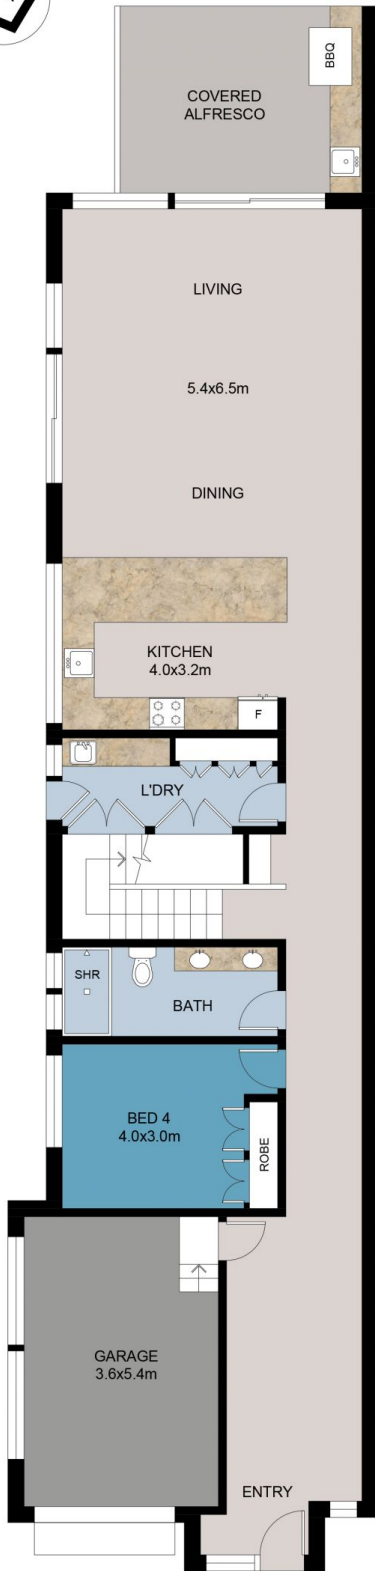 BBQ
COVERED
ALFRESCO
LIVING
5.4x6.5m
DINING
KITCHEN
4.0x3.2m
F
L'DRY
SHR
BATH
BED 4
4.0x3.0m
ROBE
GARAGE
3.6x5.4m
ENTRY